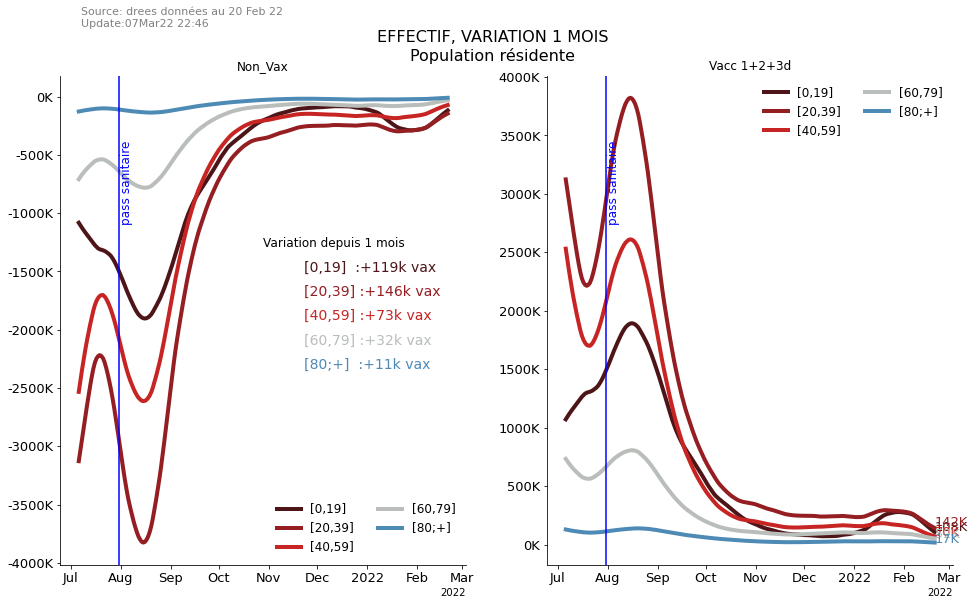 Source: drees données au 20 Feb 22
Update:07Mar22 22:46
EFFECTIF, VARIATION 1 MOIS
Population résidente
Non_Vax
0K
-500K
-1000K
-1500K
-2000K
-2500K
-3000K
-3500K
-4000K
pass sanitaire
Variation depuis 1 mois
[0,19] :+119k vax
[20,39] :+146k vax
[40,59] :+73k vax
[60,79] :+32k vax
[80;+] :+11k vax
[0,19]
[20,39]
[40,59]
[60,79]
[80;+]
Jul Aug Sep Oct Nov Dec 2022 Feb Mar
2022
Vacc 1+2+3d
4000K
3500K
3000K
2500K
2000K
1500K
1000K
500K
0K
pass sanitaire
[0,19]
[20,39]
[40,59]
[60,79]
[80;+]
142K
17K
Jul Aug Sep Oct Nov Dec 2022 Feb Mar
2022